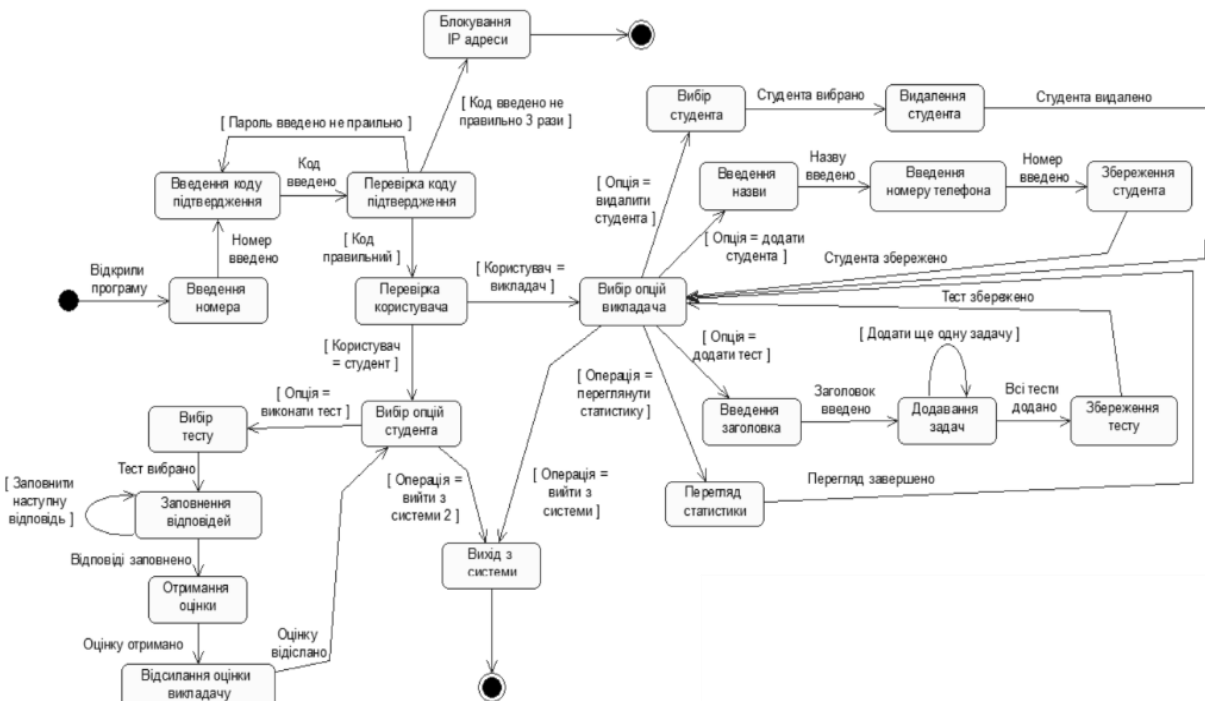 Блокування
IP адреси
[ Код введено не
правильно 3 рази ]
[ Пароль введено не праильно ]
Код
введено
Введення коду
підтвердження
Перевірка коду
підтвердження
Номер
введено
[ Код
правильний ]
Відкрили
програму
Введення
номера
Перевірка
користувача
[ Користувач =
викладач ]
Вибір опцій
викладача
[ Користувач
= студент ]
Вибір
студента
Студента вибрано
Видалення
студента
Студента видалено
[ Опція =
видалити
студента ]
Введення
назви
Назву
введено
Введення
номеру телефона
Номер
введено
Збереження
студента
[ Опція = додати
студента ]
Студента збережено
Тест збервжено
[ Опція =
додати тест ]
[ Додати ще одну задачу ]
[ Операція =
переглянути
статистику ]
Введення
заголовка
Заголовок
введено
Додавання
задач
Всі тести
додано
Збереження
тесту
Перегляд
статистики
Перегляд завершено
[ Опція =
виконати тест ]
Вибір
тесту
Вибір опцій
студента
Тест вибрано
[ Заповнити
наступну
відповідь ]
Заповнення
відповідей
[ Операція =
вийти з
системи 2 ]
[ Операція =
вийти з
системи ]
Відповіді заповнено
Вихід з
системи
Отримання
оцінки
Оцінку отримано
Оцінку
відіслано
Відсилання оцінки
викладачу